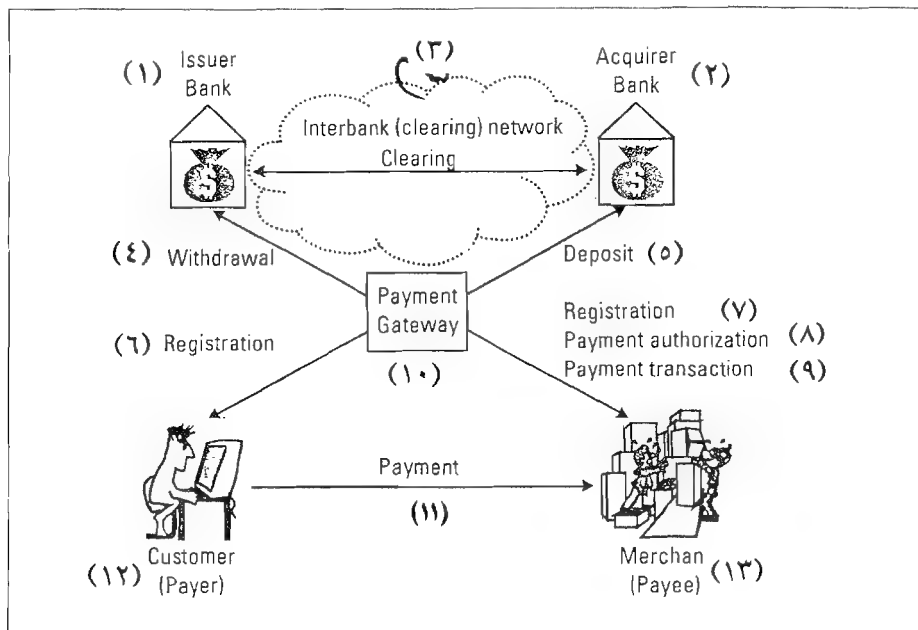 (٣)
(١) Issuer
Bank
Acquirer
Bank (٢)
Interbank (clearing) network
Clearing
(٤) Withdrawal
Deposit (٥)
Payment
Gateway
(١٠)
(٦) Registration
Registration (٧)
Payment authorization (٨)
Payment transaction (٩)
Payment
(١١)
(١٢) Customer
(Payer)
Merchan
(Payee) (١٣)